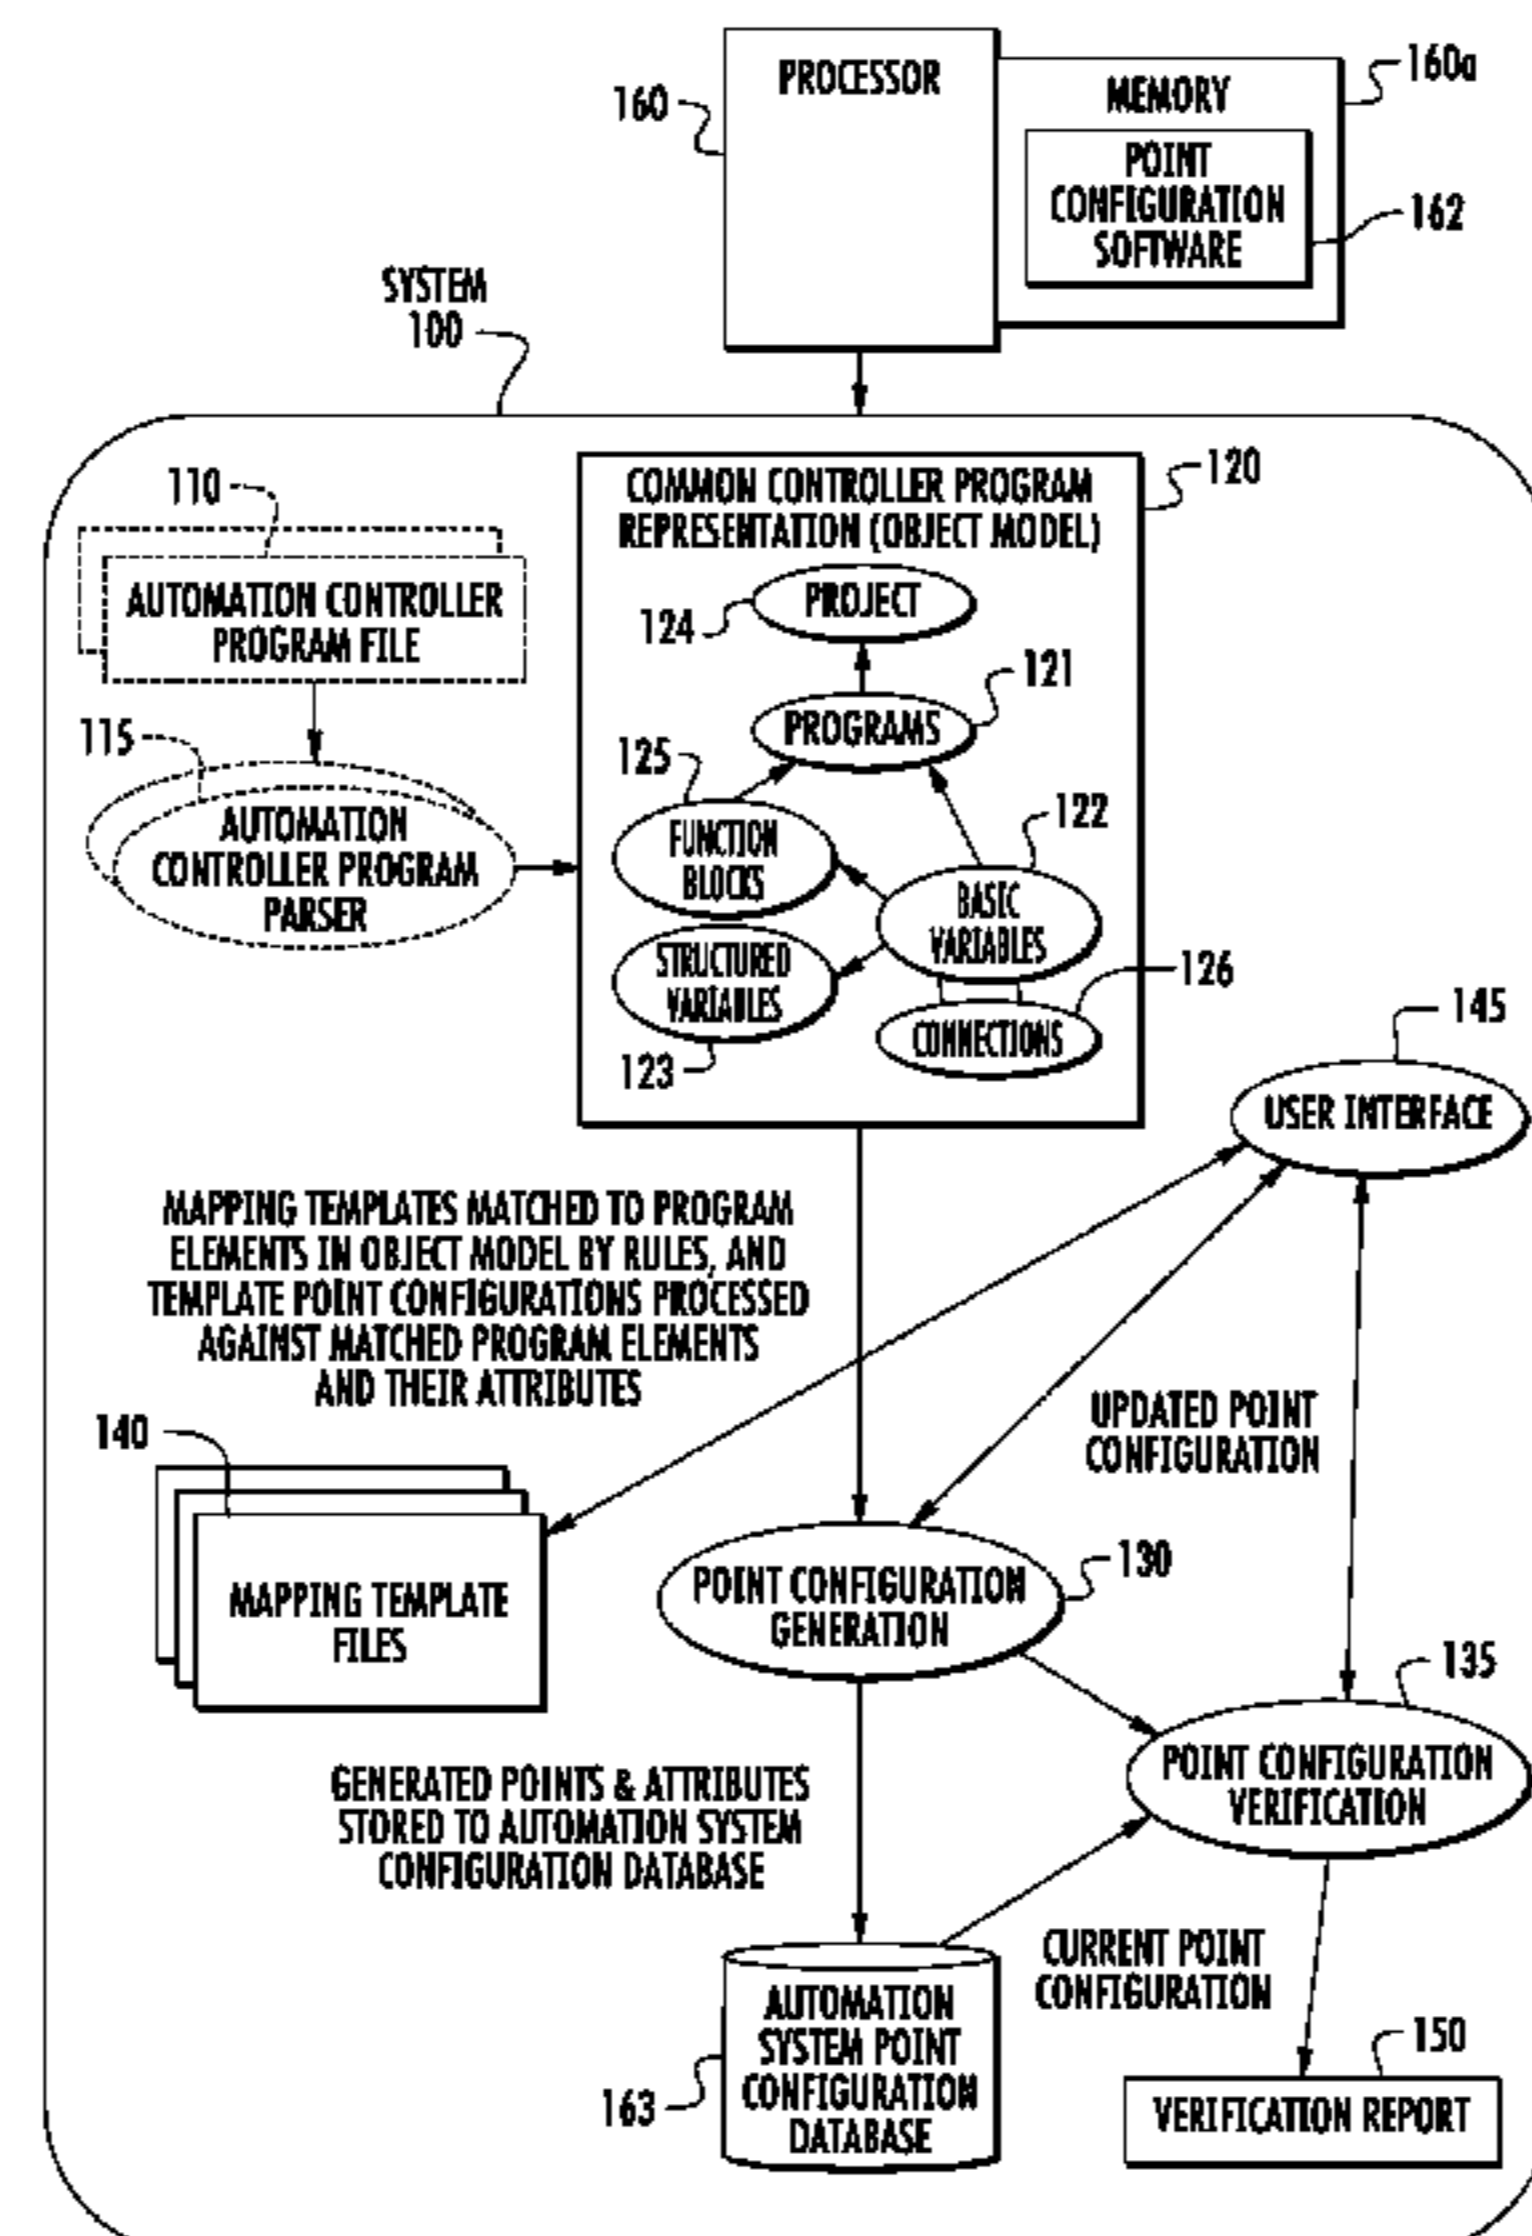 PROCESSOR
160
MEMORY
160a
POINT
CONFIGURATION
SOFTWARE
162
SYSTEM
100
110
AUTOMATION CONTROLLER
PROGRAM FILE
115
AUTOMATION
CONTROLLER PROGRAM
PARSER
120
COMMON CONTROLLER PROGRAM
REPRESENTATION (OBJECT MODEL)
PROJECT
124
121
PROGRAMS
125
FUNCTION
BLOCKS
122
BASIC
VARIABLES
STRUCTURED
VARIABLES
123
126
CONNECTIONS
145
USER INTERFACE
MAPPING TEMPLATES MATCHED TO PROGRAM
ELEMENTS IN OBJECT MODEL BY RULES, AND
TEMPLATE POINT CONFIGURATIONS PROCESSED
AGAINST MATCHED PROGRAM ELEMENTS
AND THEIR ATTRIBUTES
140
MAPPING TEMPLATE
FILES
UPDATED POINT
CONFIGURATION
130
POINT CONFIGURATION
GENERATION
135
POINT CONFIGURATION
VERIFICATION
GENERATED POINTS & ATTRIBUTES
STORED TO AUTOMATION SYSTEM
CONFIGURATION DATABASE
CURRENT POINT
CONFIGURATION
AUTOMATION
SYSTEM POINT
CONFIGURATION
DATABASE
163
150
VERIFICATION REPORT